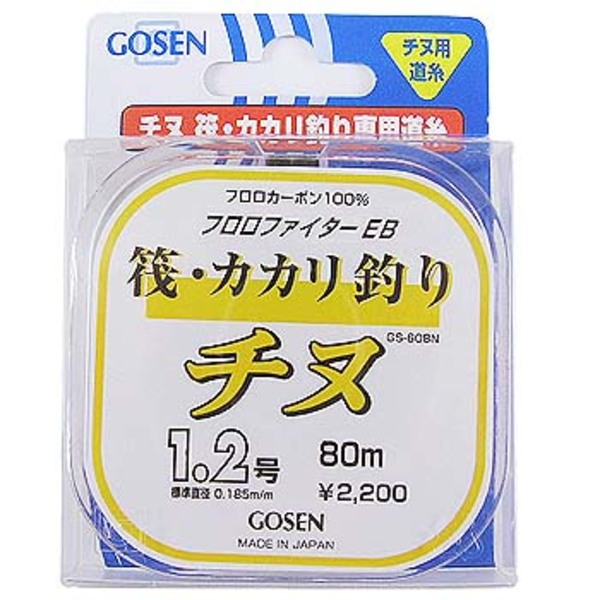 GOSEN
チヌ用
道糸
チヌ 筏・カカリ釣り専用道糸
フロロカーボン100%
フロロファイターEB
筏・カカリ釣り
GS-608N
チヌ
1.2号 80m
標準直径 0.185m/m ¥2,200
GOSEN
MADE IN JAPAN